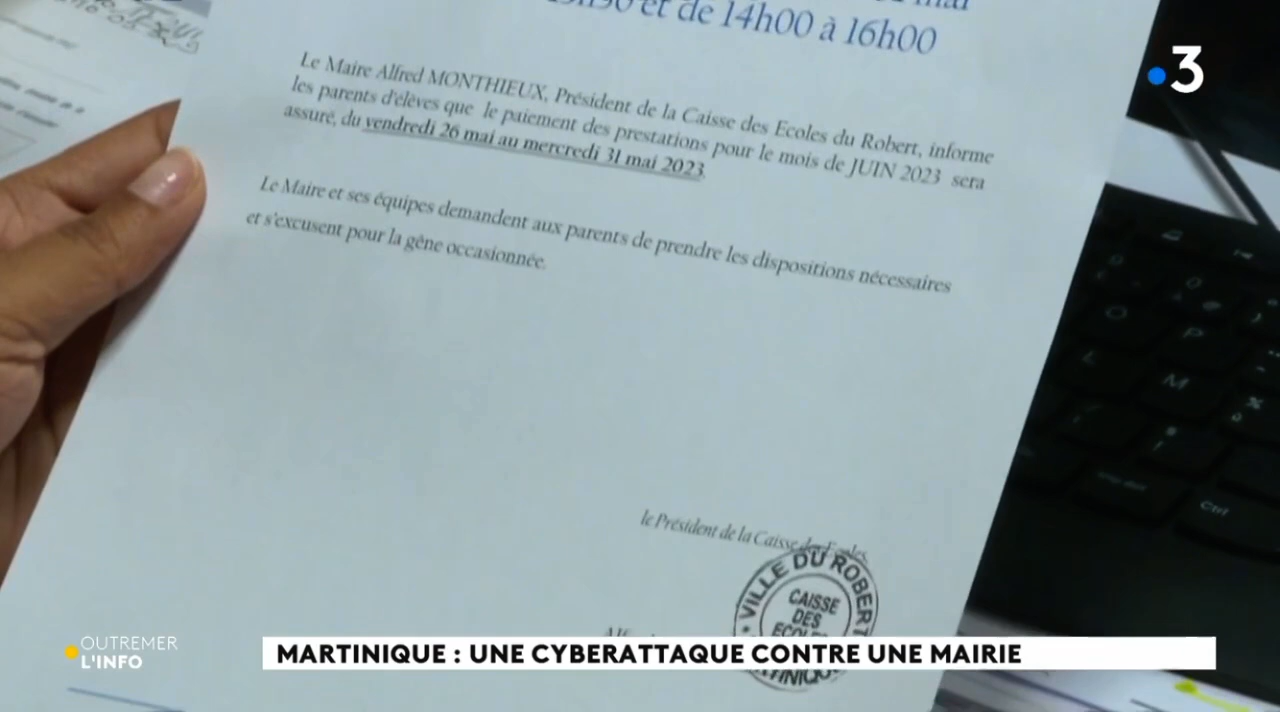 et de 14h00 à 16h00
Le Maire Alfred MONTHIEUX, Président de la Caisse des Ecoles du Robert, informe
les parents d'élèves que le paiement des prestations pour le mois de JUIN 2023 sera
assuré, du vendredi 26 mai au mercredi 31 mai 2023
Le Maire et ses équipes demandent aux parents de prendre les dispositions nécessaires
et s'excusent pour la gêne occasionnée.
le Président de la Caisse des Ecoles
VILLE DU ROBERT
CAISSE
DES
3
O
P
L
M
%
Ctrl
OUTREMER
L'INFO
MARTINIQUE : UNE CYBERATTAQUE CONTRE UNE MAIRIE